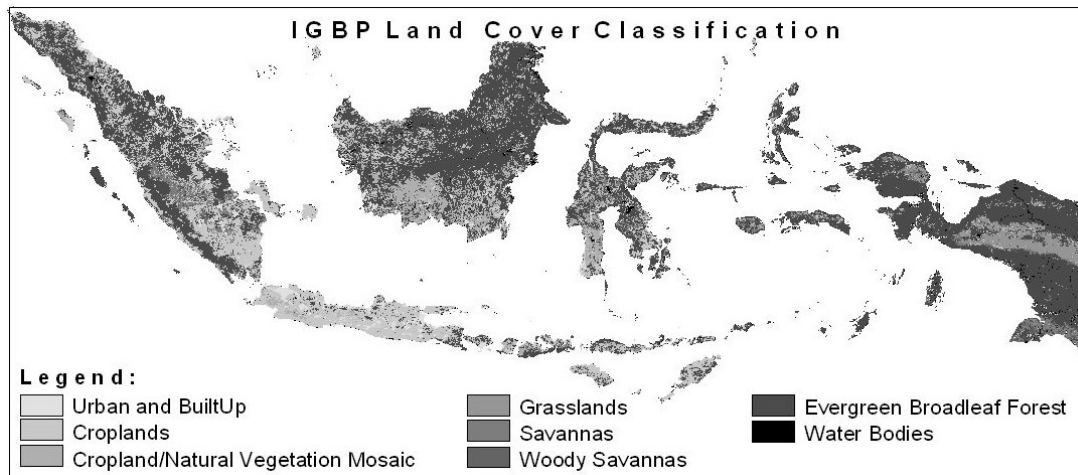 IGBP Land Cover Classification
Legend:
Urban and BuiltUp
Croplands
Cropland/Natural Vegetation Mosaic
Grasslands
Savannas
Woody Savannas
Evergreen Broadleaf Forest
Water Bodies